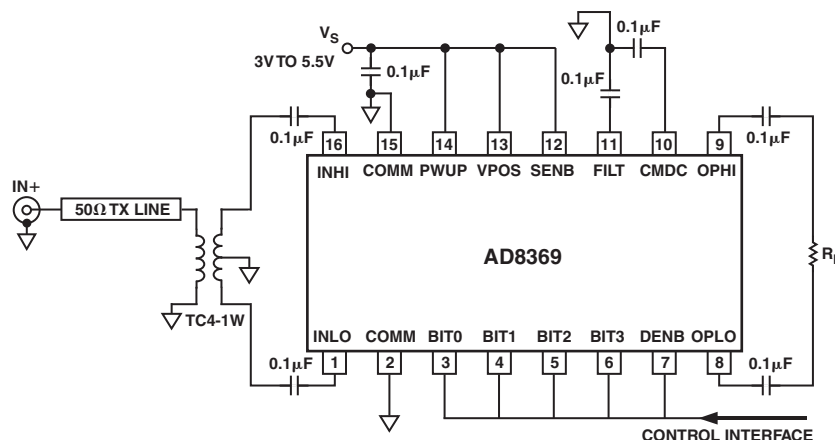 V_S
3V TO 5.5V
0.1µF
0.1µF
0.1µF
0.1µF
0.1µF
16 15 14 13 12 11 10 9
INHI COMM PWUP VPOS SENB FILT CMDC OPHI
IN+
50Ω TX LINE
AD8369
TC4-1W
INLO COMM BIT0 BIT1 BIT2 BIT3 DENB OPLO
1 2 3 4 5 6 7 8
0.1µF
0.1µF
CONTROL INTERFACE